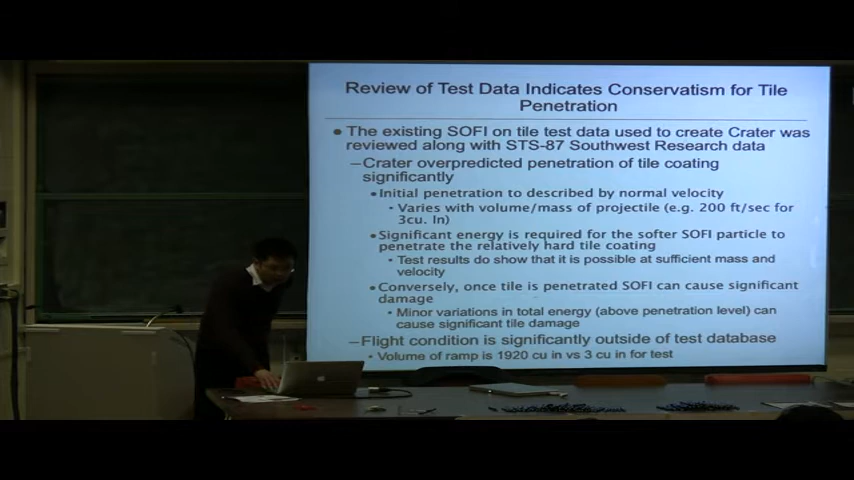 Review of Test Data Indicates Conservatism for Tile
Penetration
• The existing SOFI on tile test data used to create Crater was
reviewed along with STS-87 Southwest Research data
– Crater overpredicted penetration of tile coating
significantly
• Initial penetration to described by normal velocity
• Varies with volume/mass of projectile (e.g. 200 ft/sec for
3cu. In)
• Significant energy is required for the softer SOFI particle to
penetrate the relatively hard tile coating
• Test results do show that it is possible at sufficient mass and
velocity
• Conversely, once tile is penetrated SOFI can cause significant
damage
• Minor variations in total energy (above penetration level) can
cause significant tile damage
– Flight condition is significantly outside of test database
• Volume of ramp is 1920 cu in vs 3 cu in for test